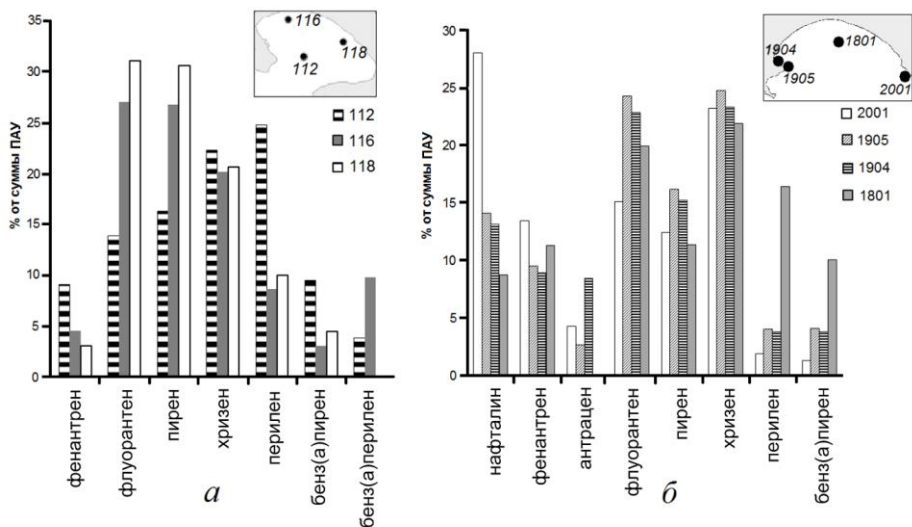 % от суммы ПАУ
35
30
25
20
15
10
5
0
116
118
112
112
116
118
фенантрен
флуорантен
пирен
хризен
перилен
бенз(а)пирен
бенз(а)перилен
а
% от суммы ПАУ
30
25
20
15
10
5
0
1904
1801
1905
2001
2001
1905
1904
1801
нафталин
фенантрен
антрацен
флуорантен
пирен
хризен
перилен
бенз(а)пирен
б